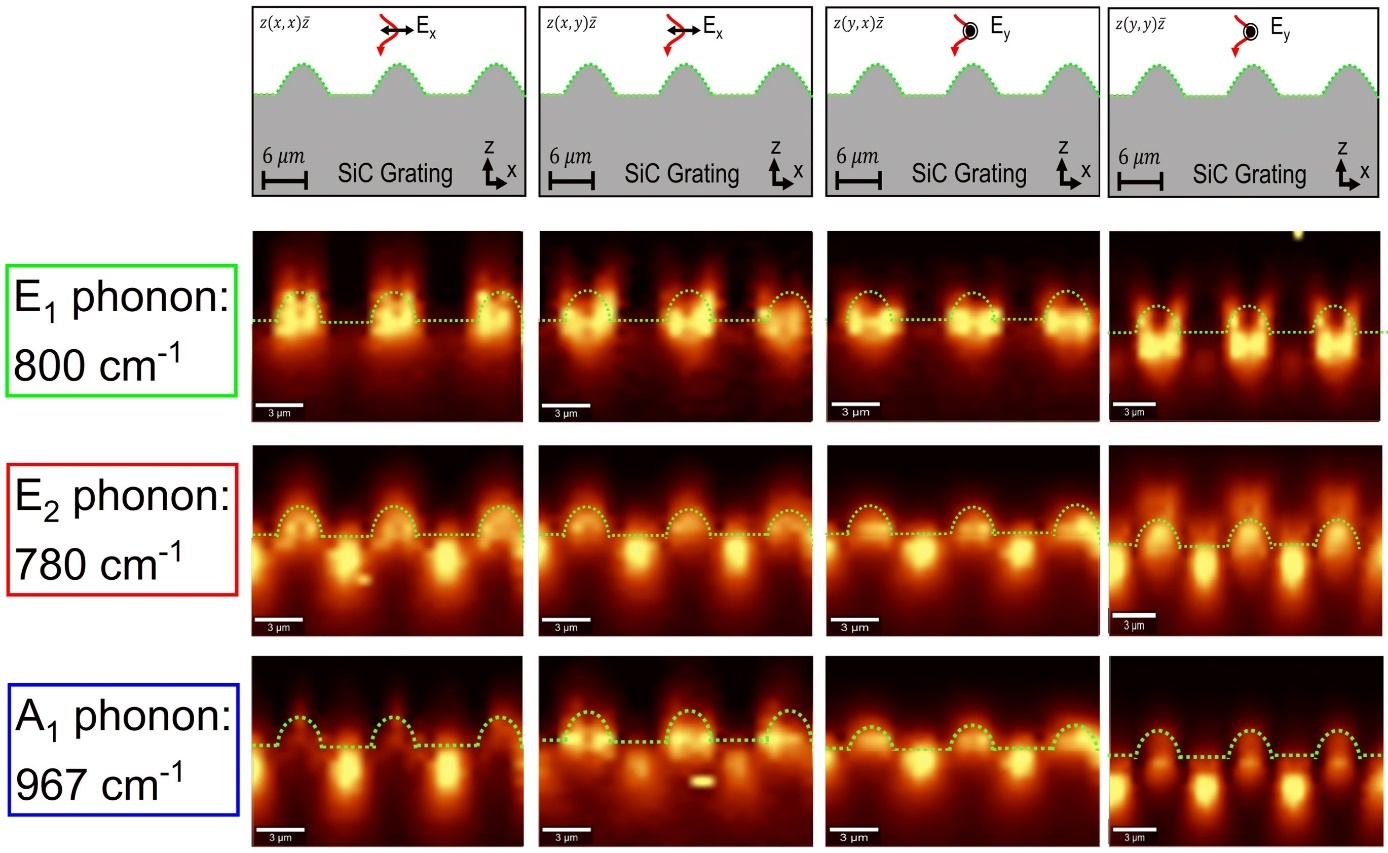 z(x,x)z̄
Eₓ
6 μm
SiC Grating
z
x
z(x,y)z̄
Eₓ
6 μm
SiC Grating
z
x
z(y,x)z̄
Ey
6 μm
SiC Grating
z
x
z(y,y)z̄
Ey
6 μm
SiC Grating
z
x
E₁ phonon:
800 cm⁻¹
3 μm
3 μm
3 μm
3 μm
E₂ phonon:
780 cm⁻¹
3 μm
3 μm
3 μm
3 μm
A₁ phonon:
967 cm⁻¹
3 μm
3 μm
3 μm
3 μm